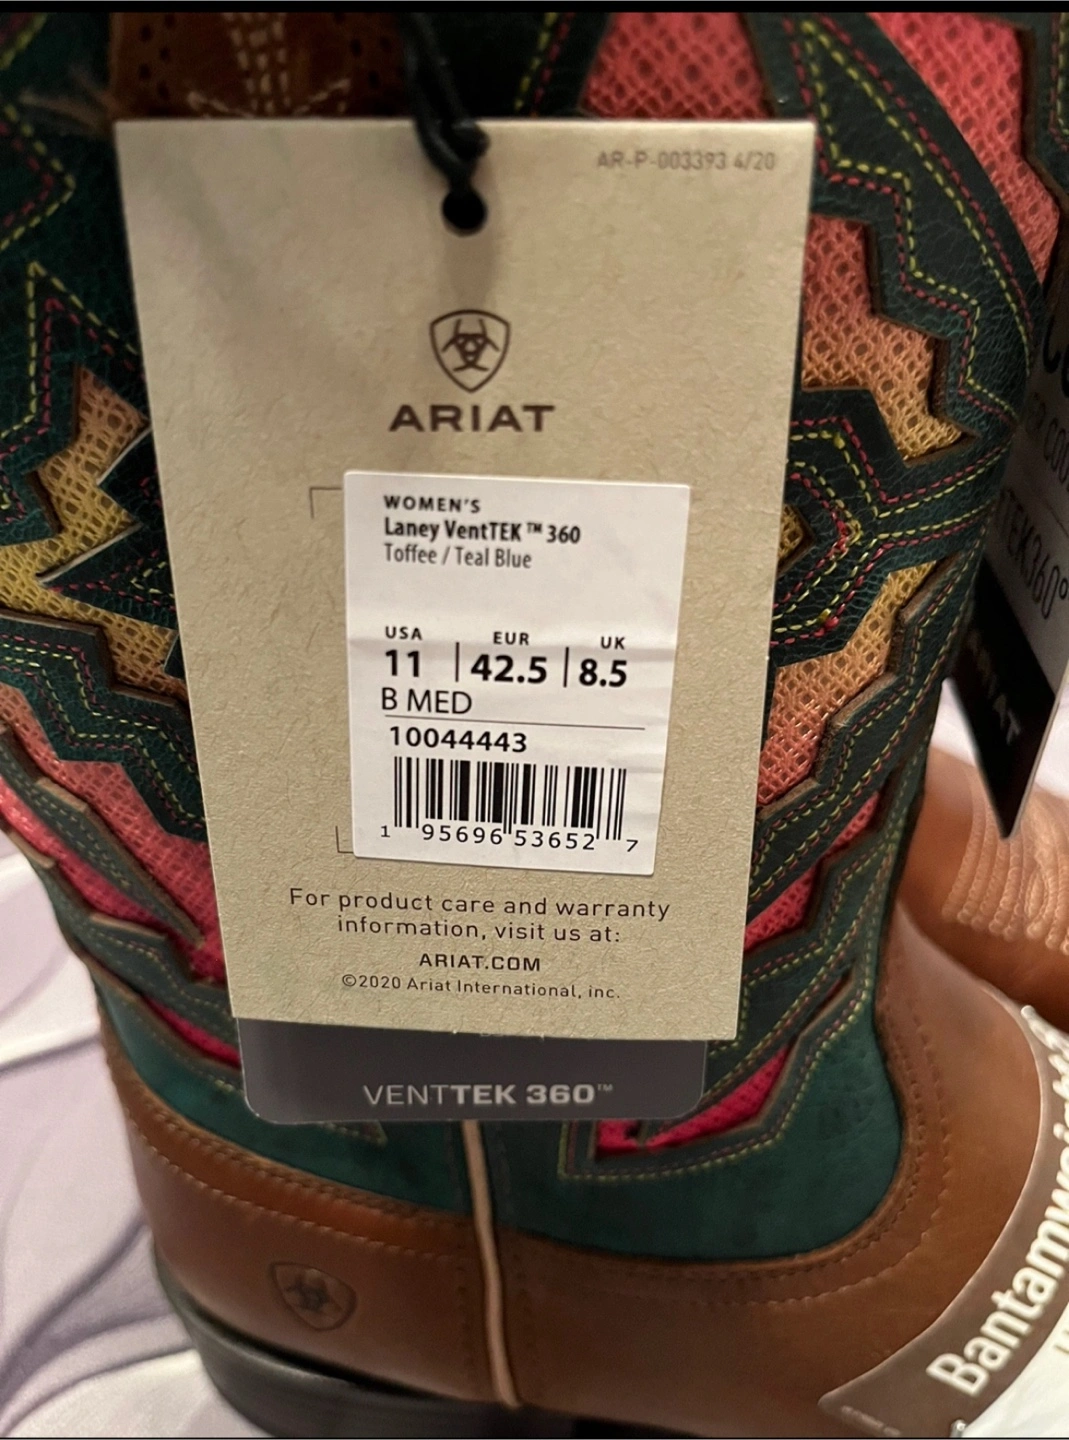 AR-P-003393 4/20
ARIAT
WOMEN'S
Laney VentTEK™ 360
Toffee / Teal Blue
USA EUR UK
11 | 42.5 | 8.5
B MED
10044443
1 95696 53652 7
For product care and warranty
information, visit us at:
ARIAT.COM
©2020 Ariat International, inc.
VENTTEK 360™
TEK360°
Bantamweight